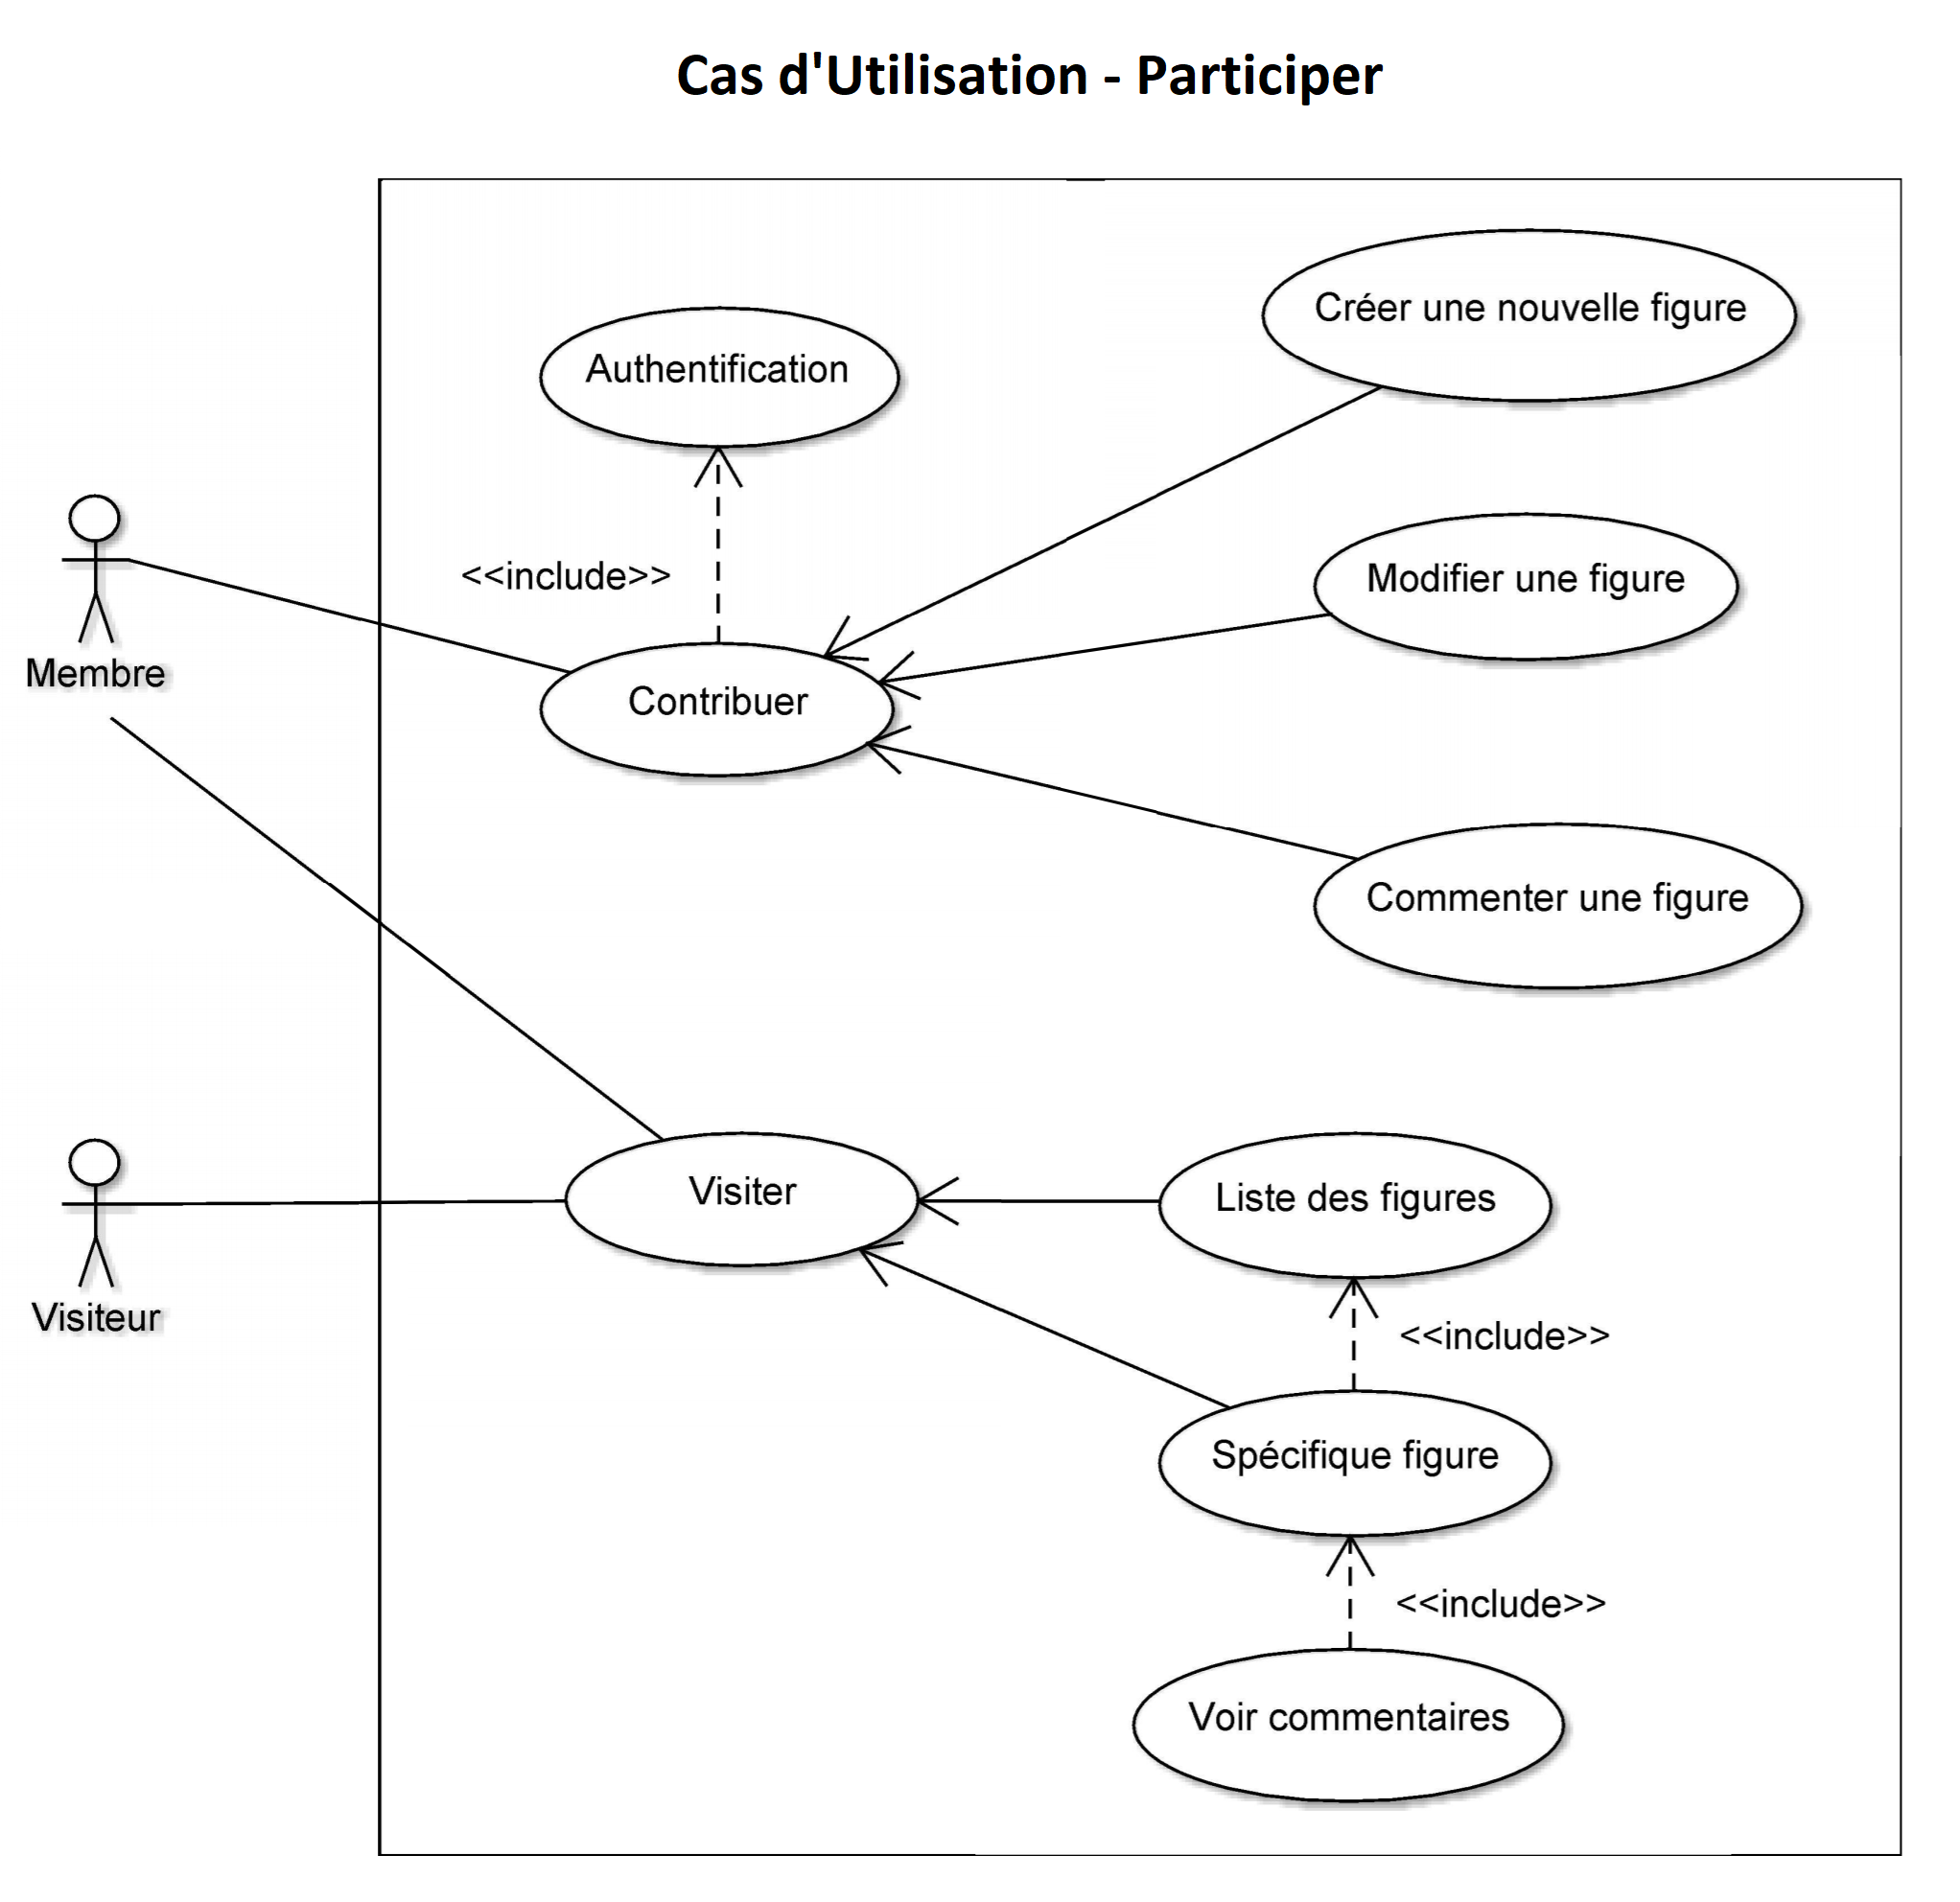 Cas d'Utilisation - Participer
Créer une nouvelle figure
Authentification
<<include>>
Modifier une figure
Membre
Contribuer
Commenter une figure
Visiter
Liste des figures
Visiteur
<<include>>
Spécifique figure
<<include>>
Voir commentaires